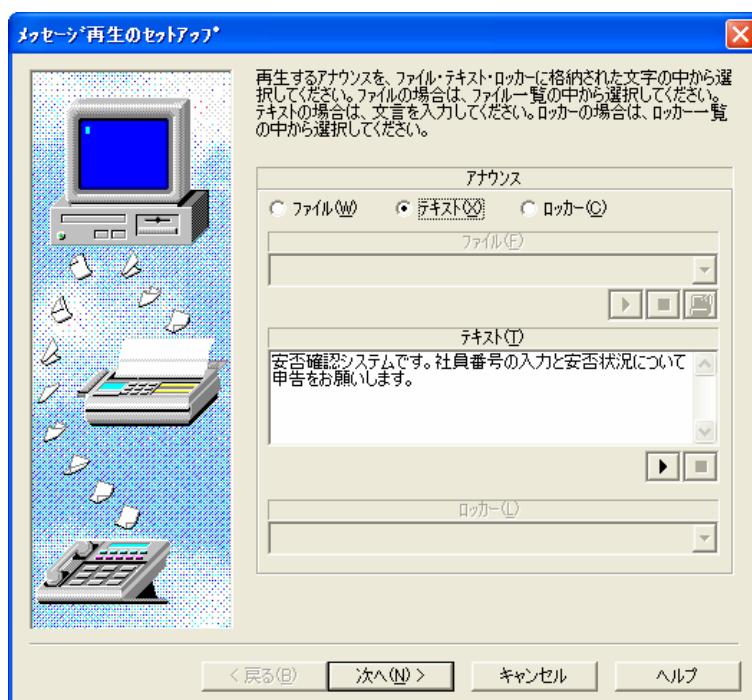 メッセージ再生のセットアップ
再生するアナウンスを、ファイル・テキスト・ロッカーに格納された文字の中から選
択してください。ファイルの場合は、ファイル一覧の中から選択してください。
テキストの場合は、文言を入力してください。ロッカーの場合は、ロッカー一覧
の中から選択してください。
アナウンス
ファイル(W) テキスト(X) ロッカー(C)
ファイル(F)
テキスト(T)
安否確認システムです。社員番号の入力と安否状況について
申告をお願いします。
ロッカー(L)
< 戻る(B) 次へ(N) > キャンセル ヘルプ